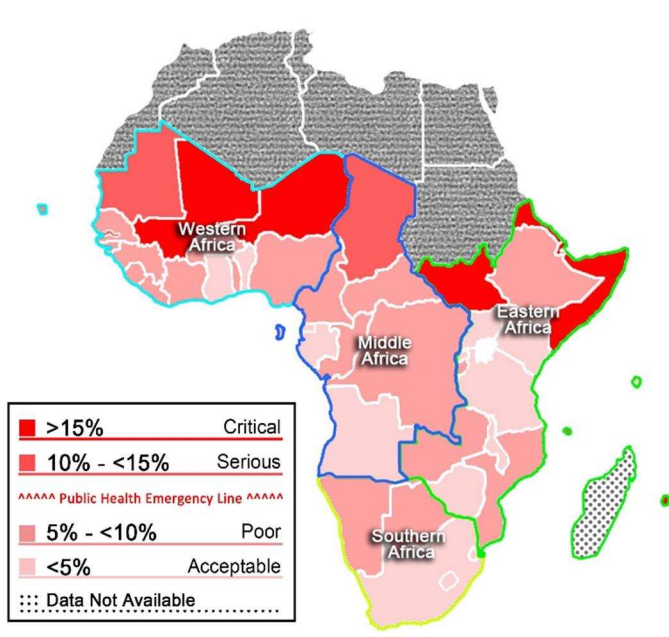 Western
Africa
Eastern
Africa
Middle
Africa
Southern
Africa
>15% Critical
10% - <15% Serious
^^^^^ Public Health Emergency Line ^^^^^
5% - <10% Poor
<5% Acceptable
Data Not Available